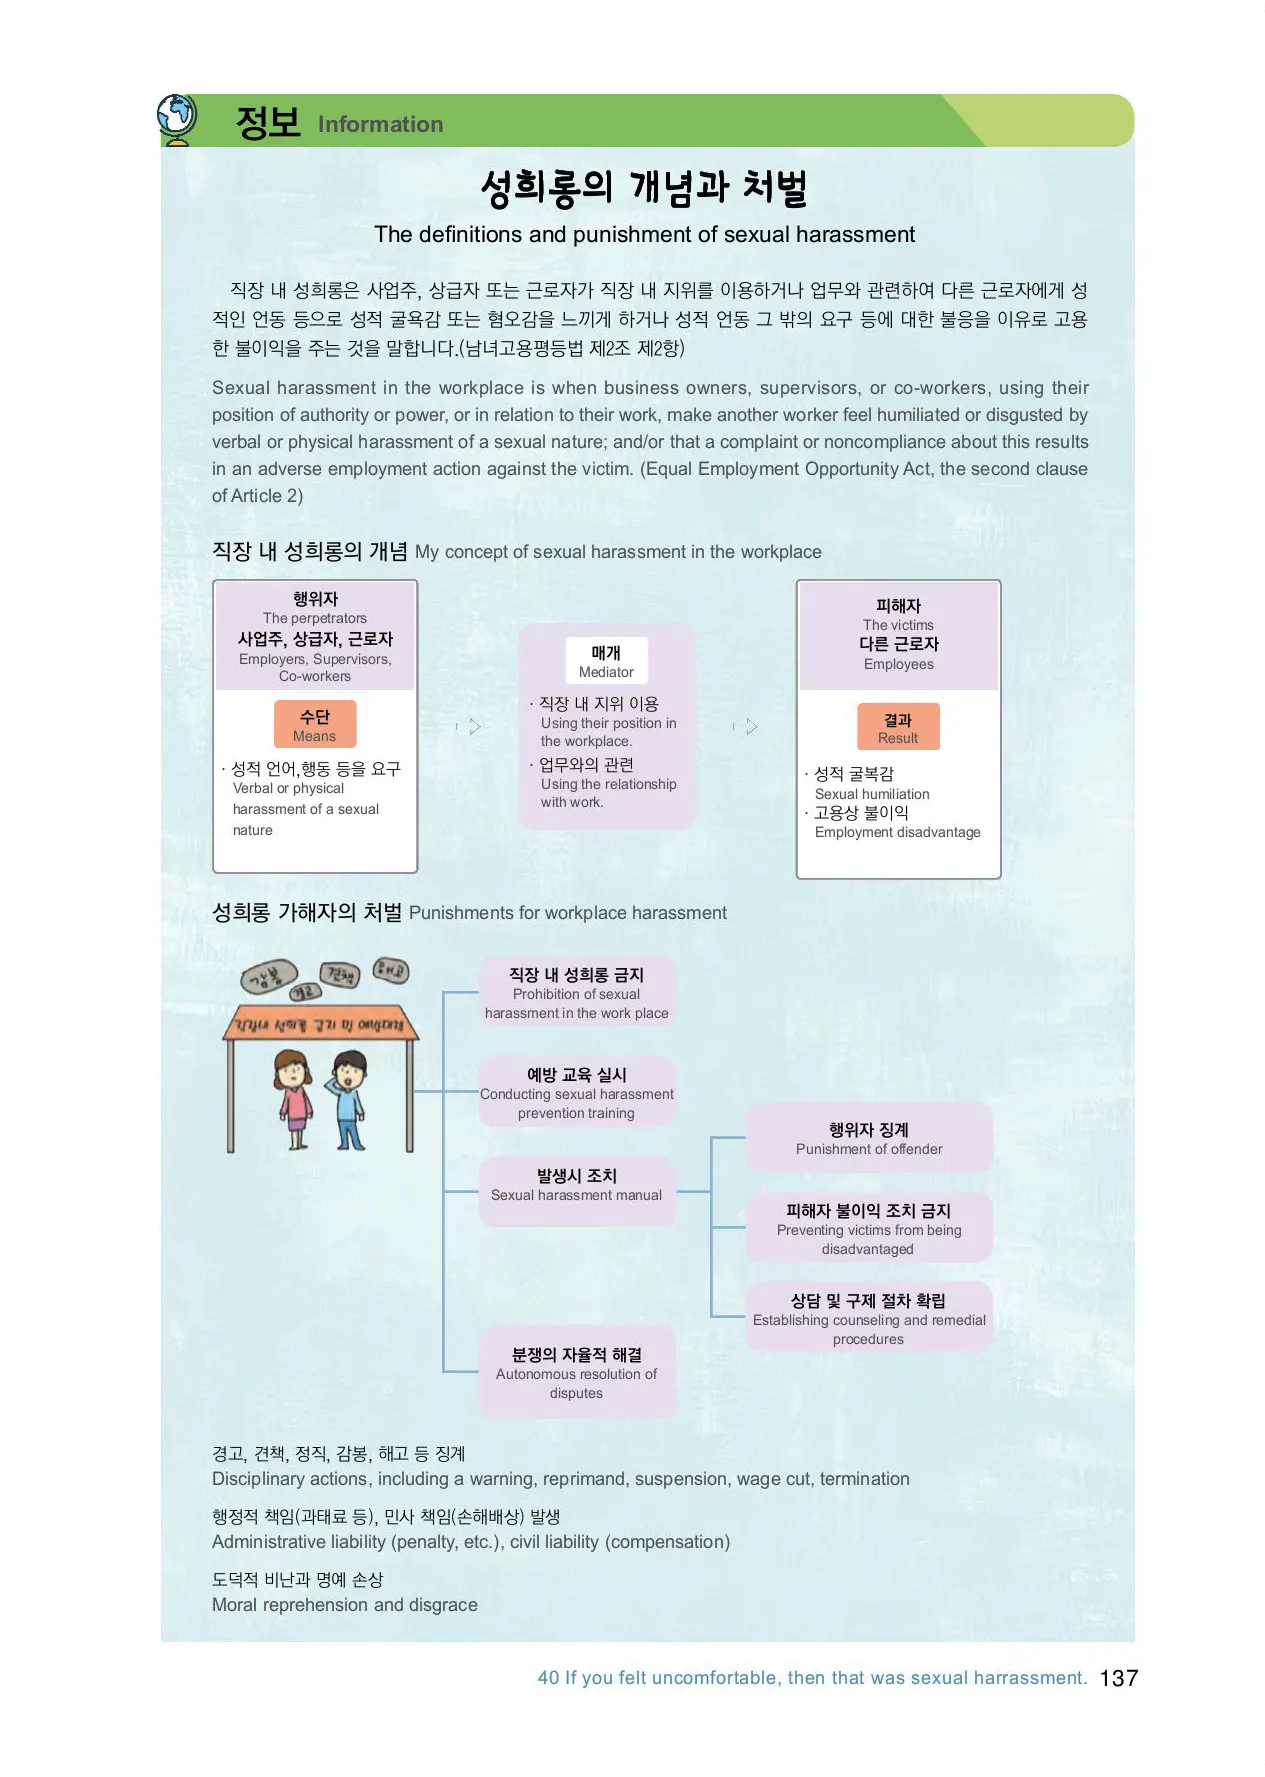 정보 Information
성희롱의 개념과 처벌
The definitions and punishment of sexual harassment
직장 내 성희롱은 사업주, 상급자 또는 근로자가 직장 내 지위를 이용하거나 업무와 관련하여 다른 근로자에게 성
적인 언동 등으로 성적 굴욕감 또는 혐오감을 느끼게 하거나 성적 언동 그 밖의 요구 등에 대한 불응을 이유로 고용
한 불이익을 주는 것을 말합니다.(남녀고용평등법 제2조 제2항)
Sexual harassment in the workplace is when business owners, supervisors, or co-workers, using their
position of authority or power, or in relation to their work, make another worker feel humiliated or disgusted by
verbal or physical harassment of a sexual nature; and/or that a complaint or noncompliance about this results
in an adverse employment action against the victim. (Equal Employment Opportunity Act, the second clause
of Article 2)
직장 내 성희롱의 개념 My concept of sexual harassment in the workplace
행위자
The perpetrators
사업주, 상급자, 근로자
Employers, Supervisors,
Co-workers
수단
Means
· 성적 언어,행동 등을 요구
Verbal or physical
harassment of a sexual
nature
매개
Mediator
· 직장 내 지위 이용
Using their position in
the workplace.
· 업무와의 관련
Using the relationship
with work.
피해자
The victims
다른 근로자
Employees
결과
Result
· 성적 굴복감
Sexual humiliation
· 고용상 불이익
Employment disadvantage
성희롱 가해자의 처벌 Punishments for workplace harassment
감봉
경고
견책
해고
직장내 성희롱 금지 및 예방대책
직장 내 성희롱 금지
Prohibition of sexual
harassment in the work place
예방 교육 실시
Conducting sexual harassment
prevention training
발생시 조치
Sexual harassment manual
행위자 징계
Punishment of offender
피해자 불이익 조치 금지
Preventing victims from being
disadvantaged
상담 및 구제 절차 확립
Establishing counseling and remedial
procedures
분쟁의 자율적 해결
Autonomous resolution of
disputes
경고, 견책, 정직, 감봉, 해고 등 징계
Disciplinary actions, including a warning, reprimand, suspension, wage cut, termination
행정적 책임(과태료 등), 민사 책임(손해배상) 발생
Administrative liability (penalty, etc.), civil liability (compensation)
도덕적 비난과 명예 손상
Moral reprehension and disgrace
40 If you felt uncomfortable, then that was sexual harrassment. 137